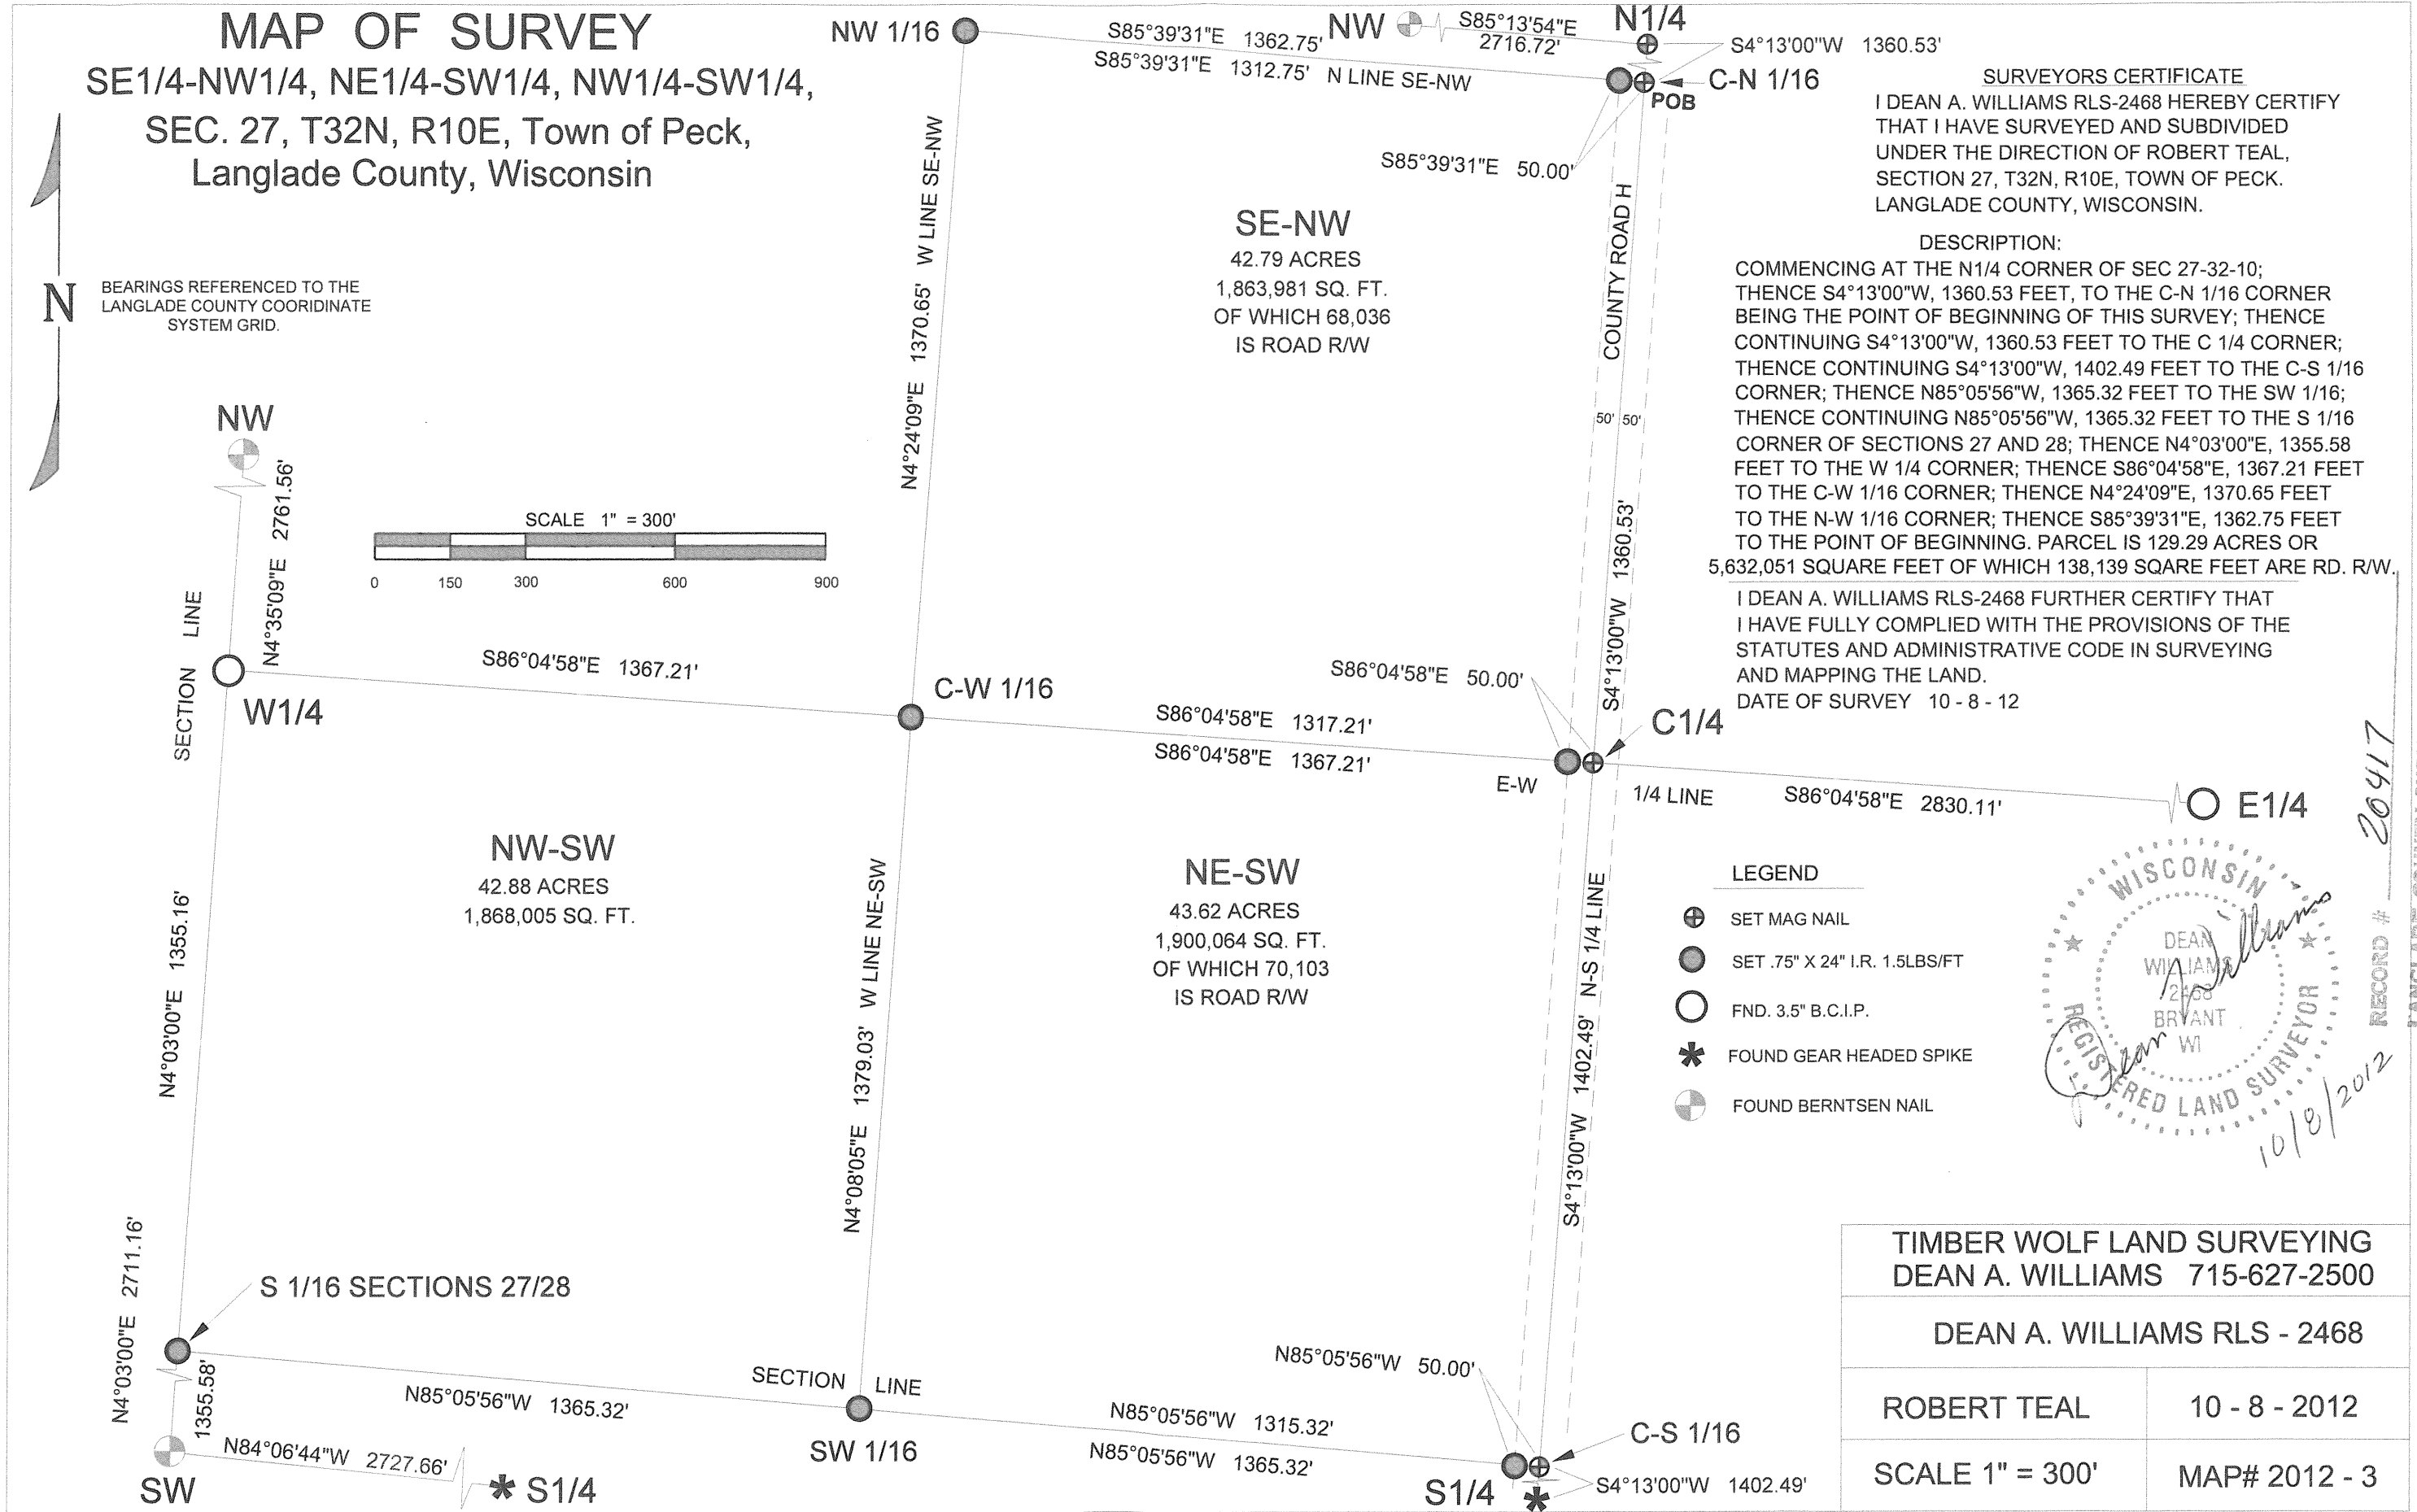 MAP OF SURVEY
SE1/4-NW1/4, NE1/4-SW1/4, NW1/4-SW1/4,
SEC. 27, T32N, R10E, Town of Peck,
Langlade County, Wisconsin
N
BEARINGS REFERENCED TO THE
LANGLADE COUNTY COORIDINATE
SYSTEM GRID.
NW 1/16
S85°39'31"E 1362.75'
S85°39'31"E 1312.75' N LINE SE-NW
NW
S85°13'54"E
2716.72'
N1/4
S4°13'00"W 1360.53'
C-N 1/16
POB
S85°39'31"E 50.00'
SURVEYORS CERTIFICATE
I DEAN A. WILLIAMS RLS-2468 HEREBY CERTIFY
THAT I HAVE SURVEYED AND SUBDIVIDED
UNDER THE DIRECTION OF ROBERT TEAL,
SECTION 27, T32N, R10E, TOWN OF PECK.
LANGLADE COUNTY, WISCONSIN.
DESCRIPTION:
COMMENCING AT THE N1/4 CORNER OF SEC 27-32-10;
THENCE S4°13'00"W, 1360.53 FEET, TO THE C-N 1/16 CORNER
BEING THE POINT OF BEGINNING OF THIS SURVEY; THENCE
CONTINUING S4°13'00"W, 1360.53 FEET TO THE C 1/4 CORNER;
THENCE CONTINUING S4°13'00"W, 1402.49 FEET TO THE C-S 1/16
CORNER; THENCE N85°05'56"W, 1365.32 FEET TO THE SW 1/16;
THENCE CONTINUING N85°05'56"W, 1365.32 FEET TO THE S 1/16
CORNER OF SECTIONS 27 AND 28; THENCE N4°03'00"E, 1355.58
FEET TO THE W 1/4 CORNER; THENCE S86°04'58"E, 1367.21 FEET
TO THE C-W 1/16 CORNER; THENCE N4°24'09"E, 1370.65 FEET
TO THE N-W 1/16 CORNER; THENCE S85°39'31"E, 1362.75 FEET
TO THE POINT OF BEGINNING. PARCEL IS 129.29 ACRES OR
5,632,051 SQUARE FEET OF WHICH 138,139 SQARE FEET ARE RD. R/W.
I DEAN A. WILLIAMS RLS-2468 FURTHER CERTIFY THAT
I HAVE FULLY COMPLIED WITH THE PROVISIONS OF THE
STATUTES AND ADMINISTRATIVE CODE IN SURVEYING
AND MAPPING THE LAND.
DATE OF SURVEY 10 - 8 - 12
SE-NW
42.79 ACRES
1,863,981 SQ. FT.
OF WHICH 68,036
IS ROAD R/W
N4°24'09"E 1370.65' W LINE SE-NW
COUNTY ROAD H
50' 50'
S4°13'00"W 1360.53'
NW
N4°35'09"E 2761.56'
SCALE 1" = 300'
0 150 300 600 900
SECTION LINE
W1/4
S86°04'58"E 1367.21'
C-W 1/16
S86°04'58"E 50.00'
S86°04'58"E 1317.21'
S86°04'58"E 1367.21'
C1/4
E-W
1/4 LINE
S86°04'58"E 2830.11'
E1/4
NW-SW
42.88 ACRES
1,868,005 SQ. FT.
NE-SW
43.62 ACRES
1,900,064 SQ. FT.
OF WHICH 70,103
IS ROAD R/W
N4°03'00"E 1355.16'
N4°08'05"E 1379.03' W LINE NE-SW
S4°13'00"W 1402.49' N-S 1/4 LINE
LEGEND
SET MAG NAIL
SET .75" X 24" I.R. 1.5LBS/FT
FND. 3.5" B.C.I.P.
FOUND GEAR HEADED SPIKE
FOUND BERNTSEN NAIL
WISCONSIN
DEAN
WILLIAMS
2468
BRYANT
WI
REGISTERED LAND SURVEYOR
Dean Williams
10/8/2012
RECORD # 20417
N4°03'00"E 2711.16'
S 1/16 SECTIONS 27/28
1355.58'
N85°05'56"W 1365.32'
SECTION LINE
SW 1/16
N85°05'56"W 50.00'
N85°05'56"W 1315.32'
N85°05'56"W 1365.32'
C-S 1/16
S4°13'00"W 1402.49'
S1/4
N84°06'44"W 2727.66'
SW
S1/4
TIMBER WOLF LAND SURVEYING
DEAN A. WILLIAMS 715-627-2500
DEAN A. WILLIAMS RLS - 2468
ROBERT TEAL 10 - 8 - 2012
SCALE 1" = 300' MAP# 2012 - 3